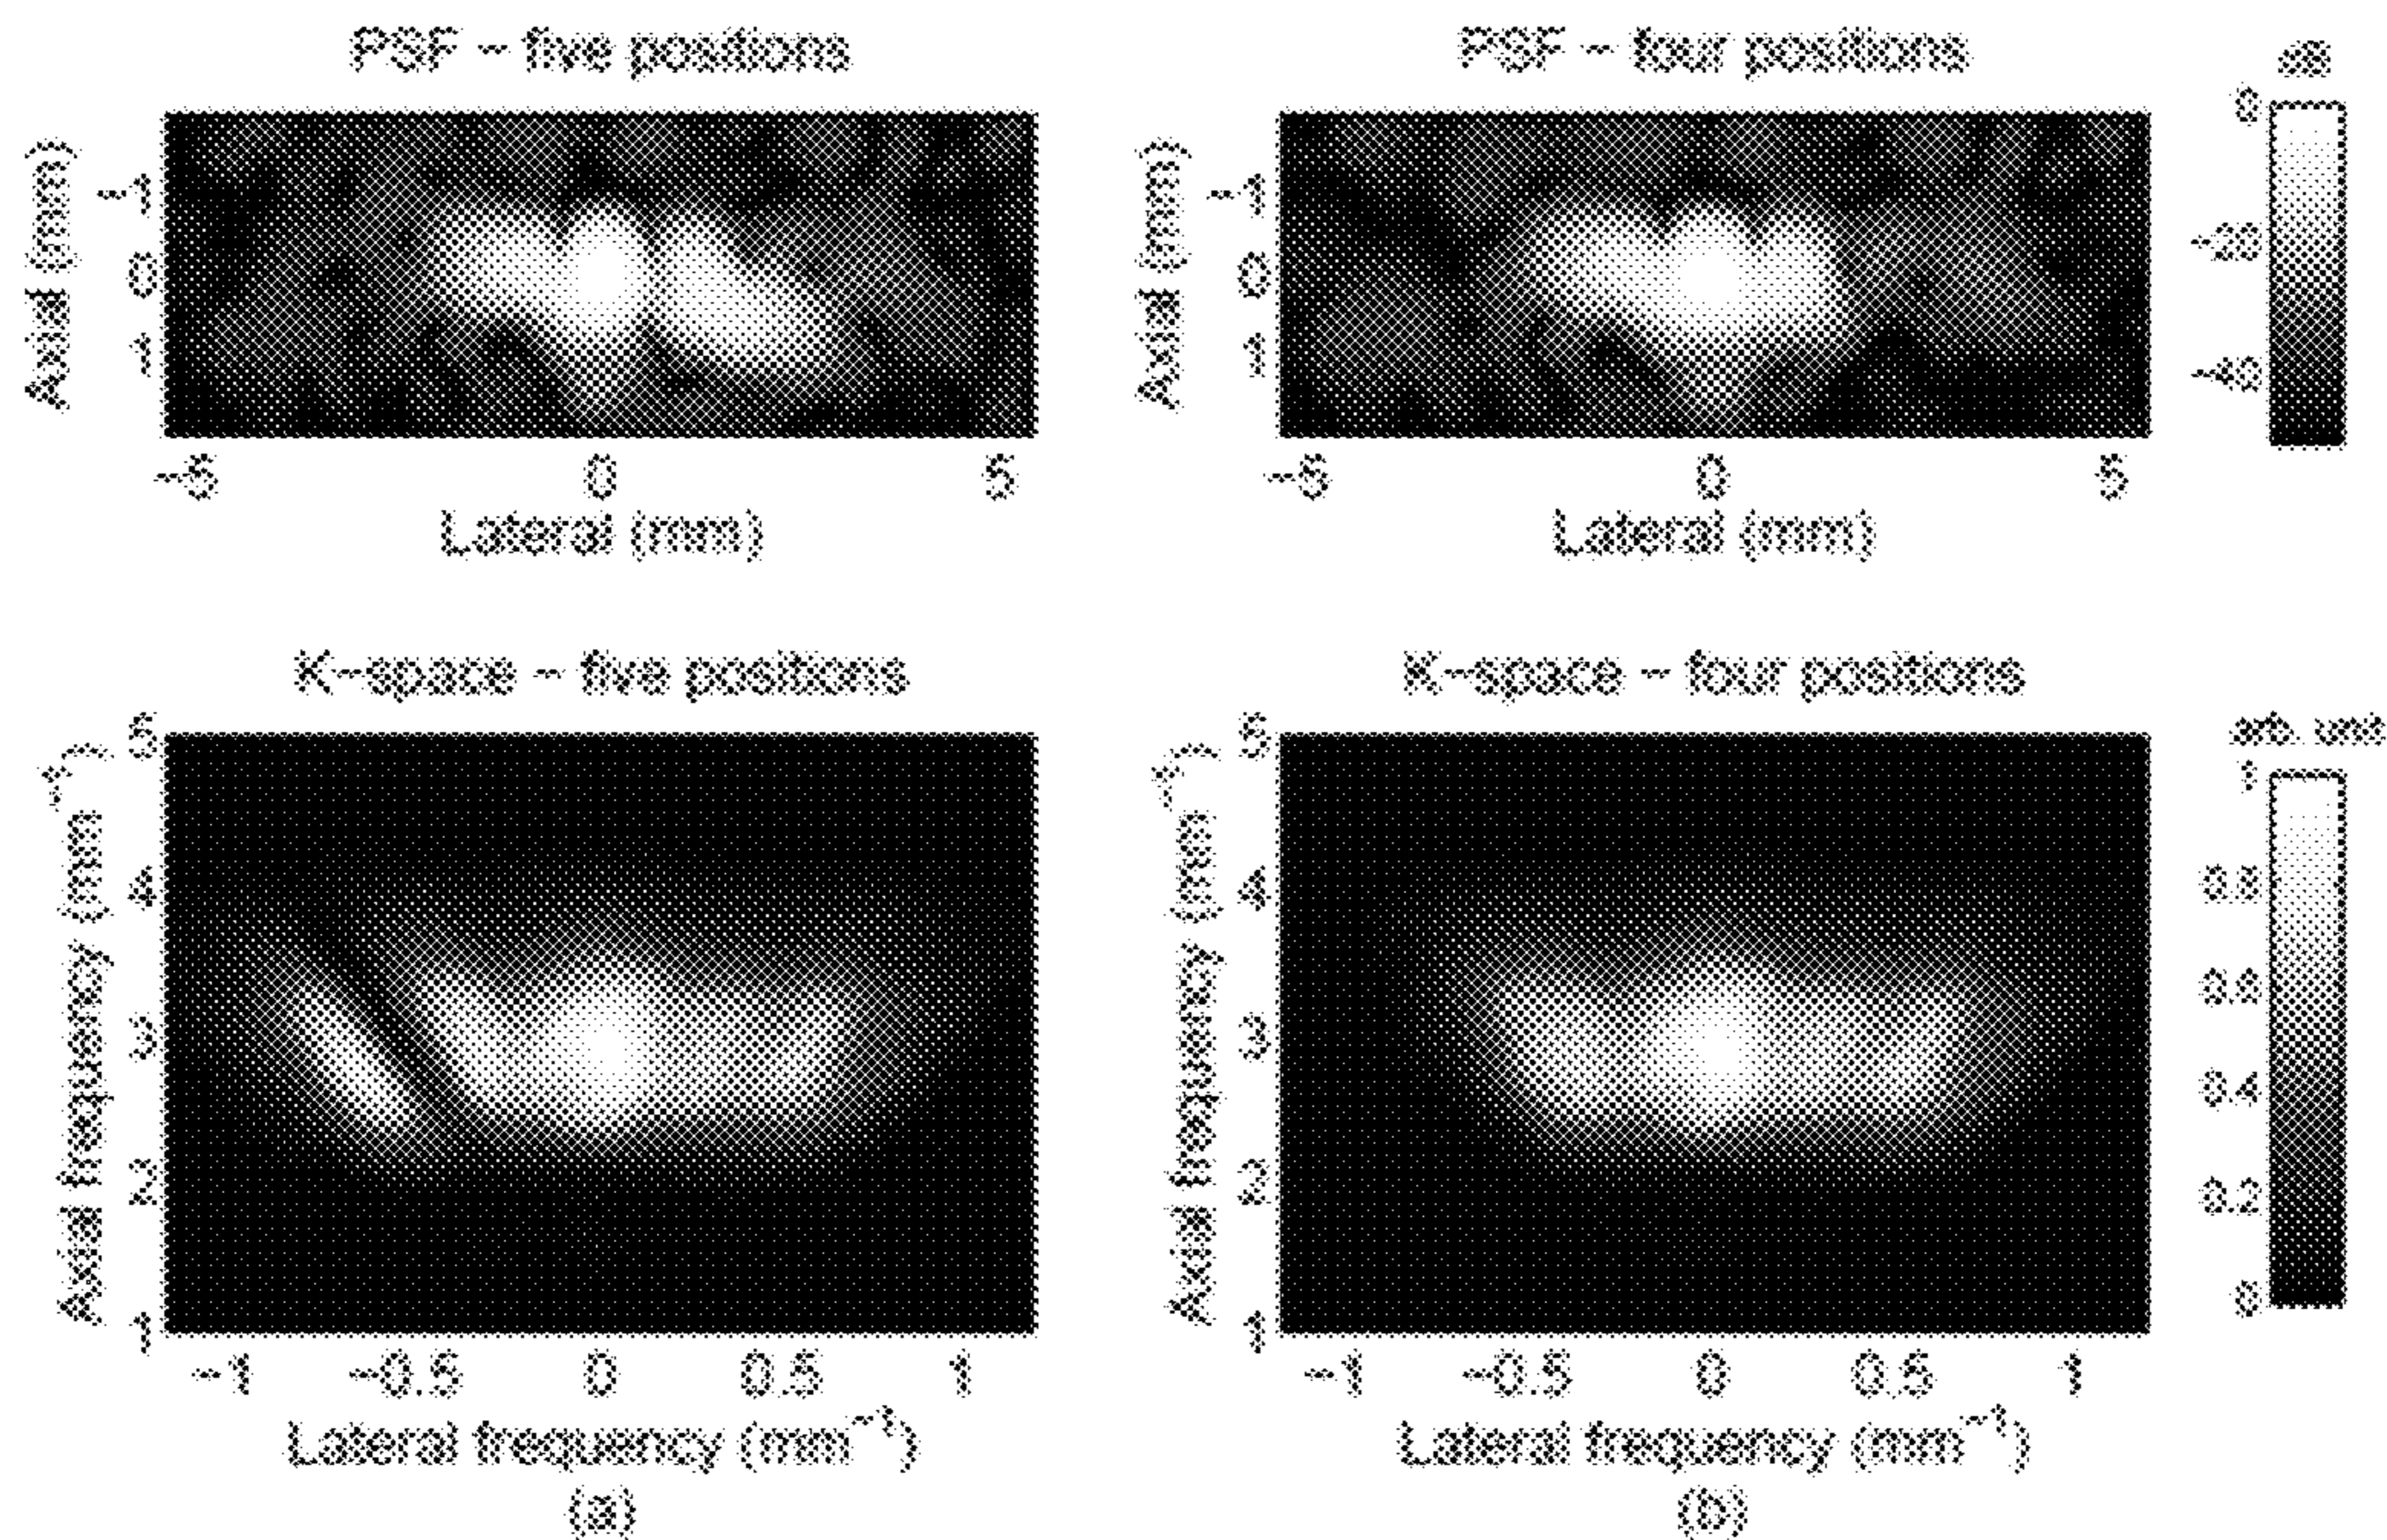 PSF – five positions
PSF – four positions
dB
Axial (mm)
−1
0
1
−5
0
5
Lateral (mm)
Axial (mm)
−1
0
1
−5
0
5
Lateral (mm)
0
−20
−40
K−space – five positions
K−space – four positions
arb. unit
Axial frequency (mm⁻¹)
5
4
3
2
1
−1
−0.5
0
0.5
1
Lateral frequency (mm⁻¹)
(a)
Axial frequency (mm⁻¹)
5
4
3
2
1
−1
−0.5
0
0.5
1
Lateral frequency (mm⁻¹)
(b)
1
0.8
0.6
0.4
0.2
0